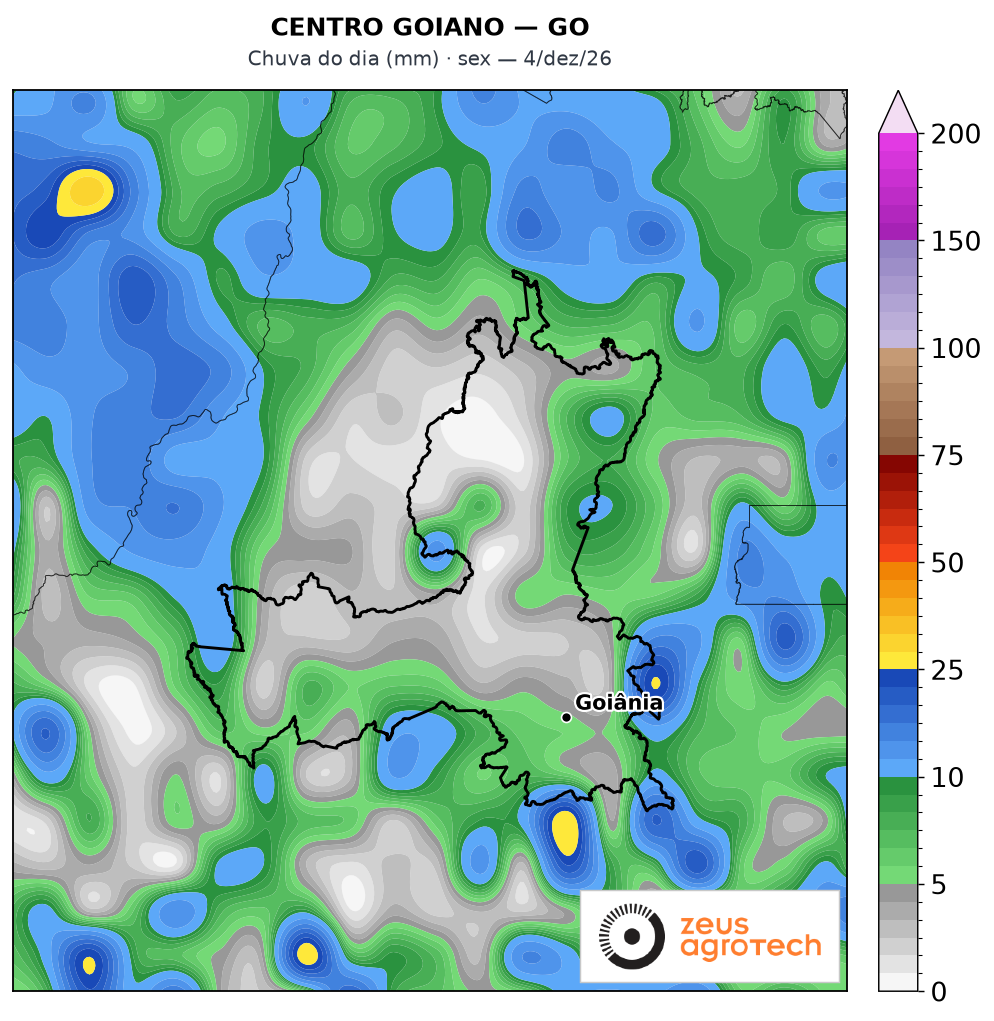 CENTRO GOIANO — GO
Chuva do dia (mm) · sex — 4/dez/26
200
150
100
75
50
25
10
5
0
Goiânia
zeus
agrotech